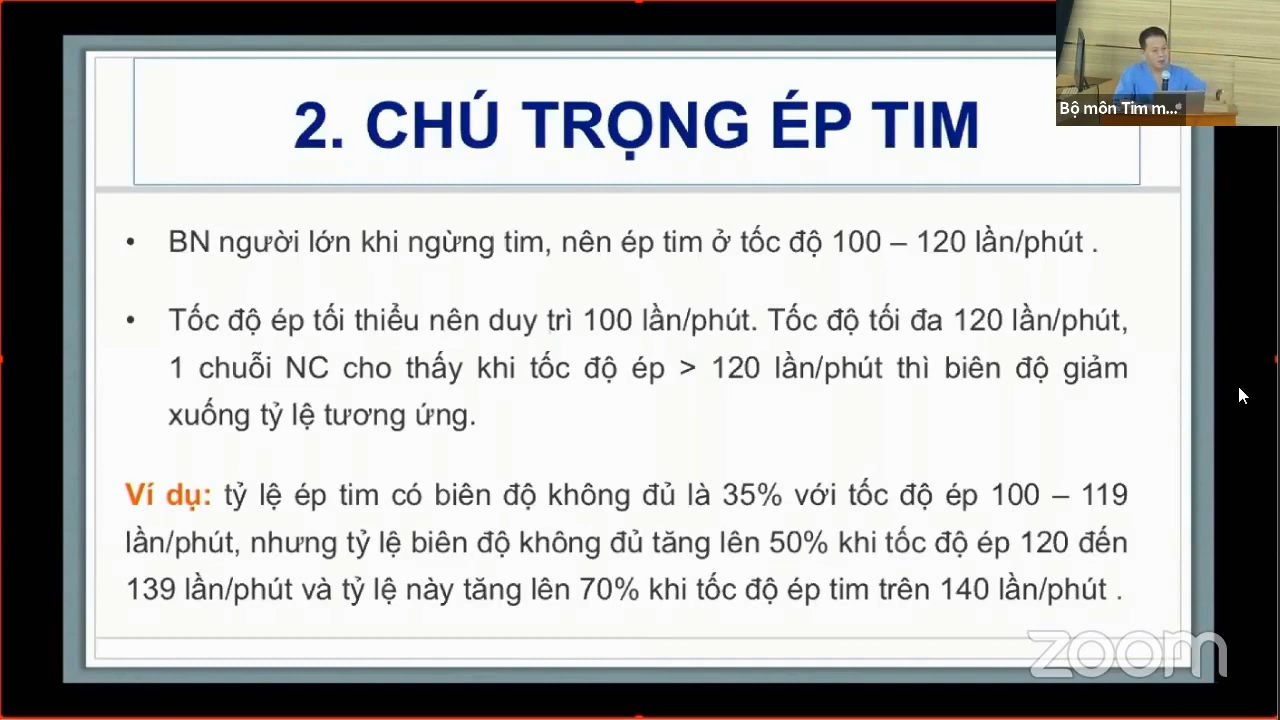 2. CHÚ TRỌNG ÉP TIM
Bộ môn Tim m...
• BN người lớn khi ngừng tim, nên ép tim ở tốc độ 100 – 120 lần/phút .
• Tốc độ ép tối thiểu nên duy trì 100 lần/phút. Tốc độ tối đa 120 lần/phút,
1 chuỗi NC cho thấy khi tốc độ ép > 120 lần/phút thì biên độ giảm
xuống tỷ lệ tương ứng.
Ví dụ: tỷ lệ ép tim có biên độ không đủ là 35% với tốc độ ép 100 – 119
lần/phút, nhưng tỷ lệ biên độ không đủ tăng lên 50% khi tốc độ ép 120 đến
139 lần/phút và tỷ lệ này tăng lên 70% khi tốc độ ép tim trên 140 lần/phút .
zoom